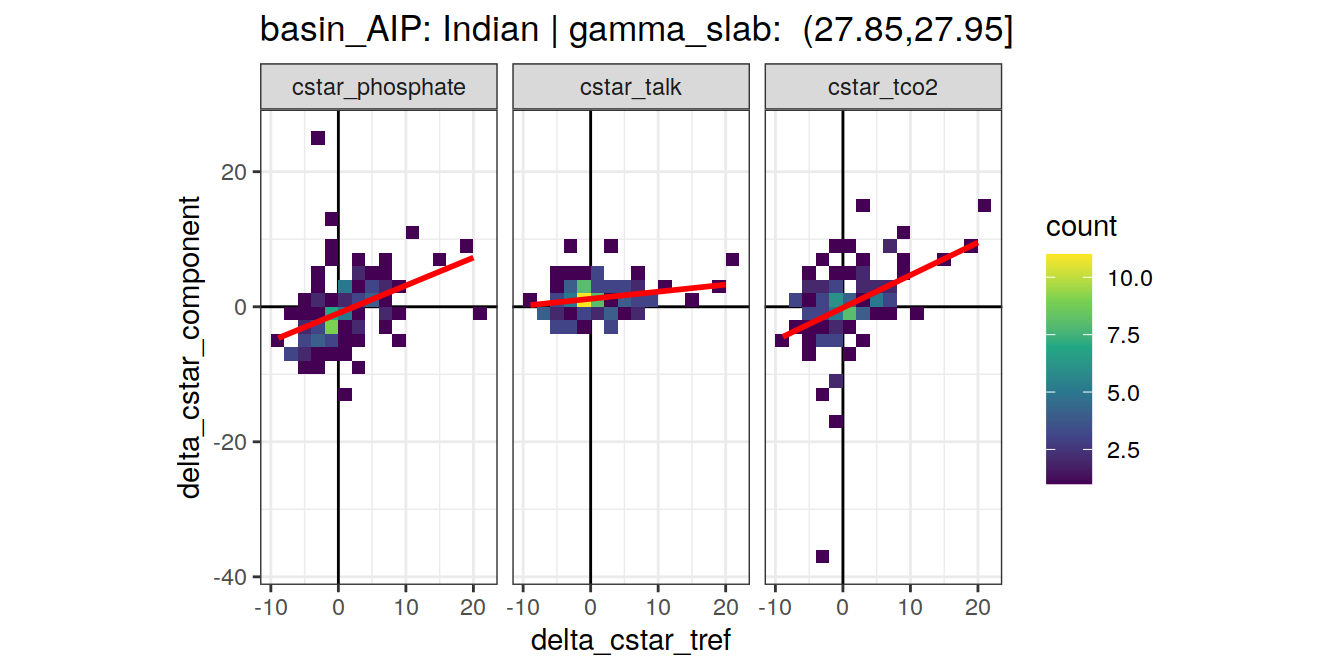 basin_AIP: Indian | gamma_slab:  (27.85,27.95]
cstar_phosphate
cstar_talk
cstar_tco2
delta_cstar_component
20
0
-20
-40
-10
0
10
20
-10
0
10
20
-10
0
10
20
delta_cstar_tref
count
10.0
7.5
5.0
2.5